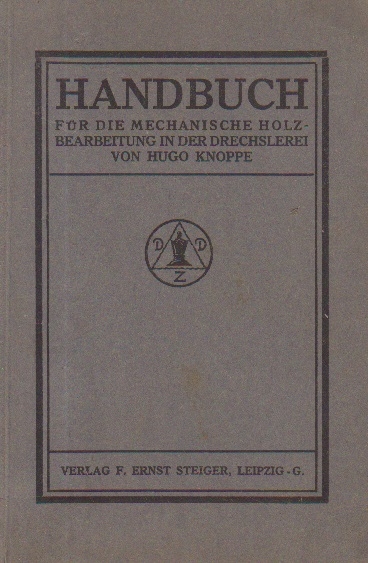 HANDBUCH
FÜR DIE MECHANISCHE HOLZ-
BEARBEITUNG IN DER DRECHSLEREI
VON HUGO KNOPPE
D D
Z
VERLAG F. ERNST STEIGER, LEIPZIG-G.